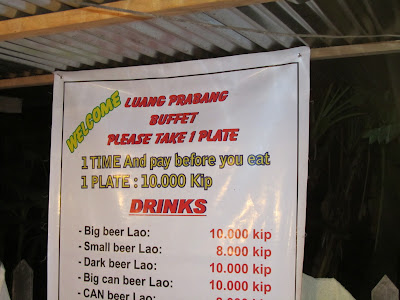 WELCOME
LUANG PRABANG
BUFFET
PLEASE TAKE 1 PLATE
1 TIME And pay before you eat
1 PLATE : 10.000 Kip
DRINKS
- Big beer Lao: 10.000 kip
- Small beer Lao: 8.000 kip
- Dark beer Lao: 10.000 kip
- Big can beer Lao: 10.000 kip
- CAN beer Lao: